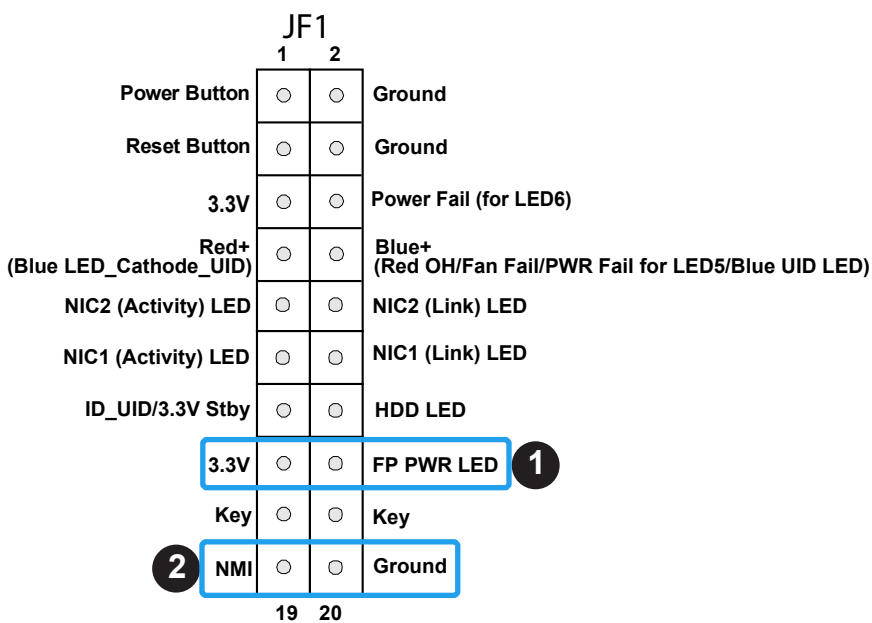 JF1
1 2
Power Button Ground
Reset Button Ground
3.3V Power Fail (for LED6)
Red+ Blue+
(Blue LED_Cathode_UID) (Red OH/Fan Fail/PWR Fail for LED5/Blue UID LED)
NIC2 (Activity) LED NIC2 (Link) LED
NIC1 (Activity) LED NIC1 (Link) LED
ID_UID/3.3V Stby HDD LED
3.3V FP PWR LED 1
Key Key
2 NMI Ground
19 20